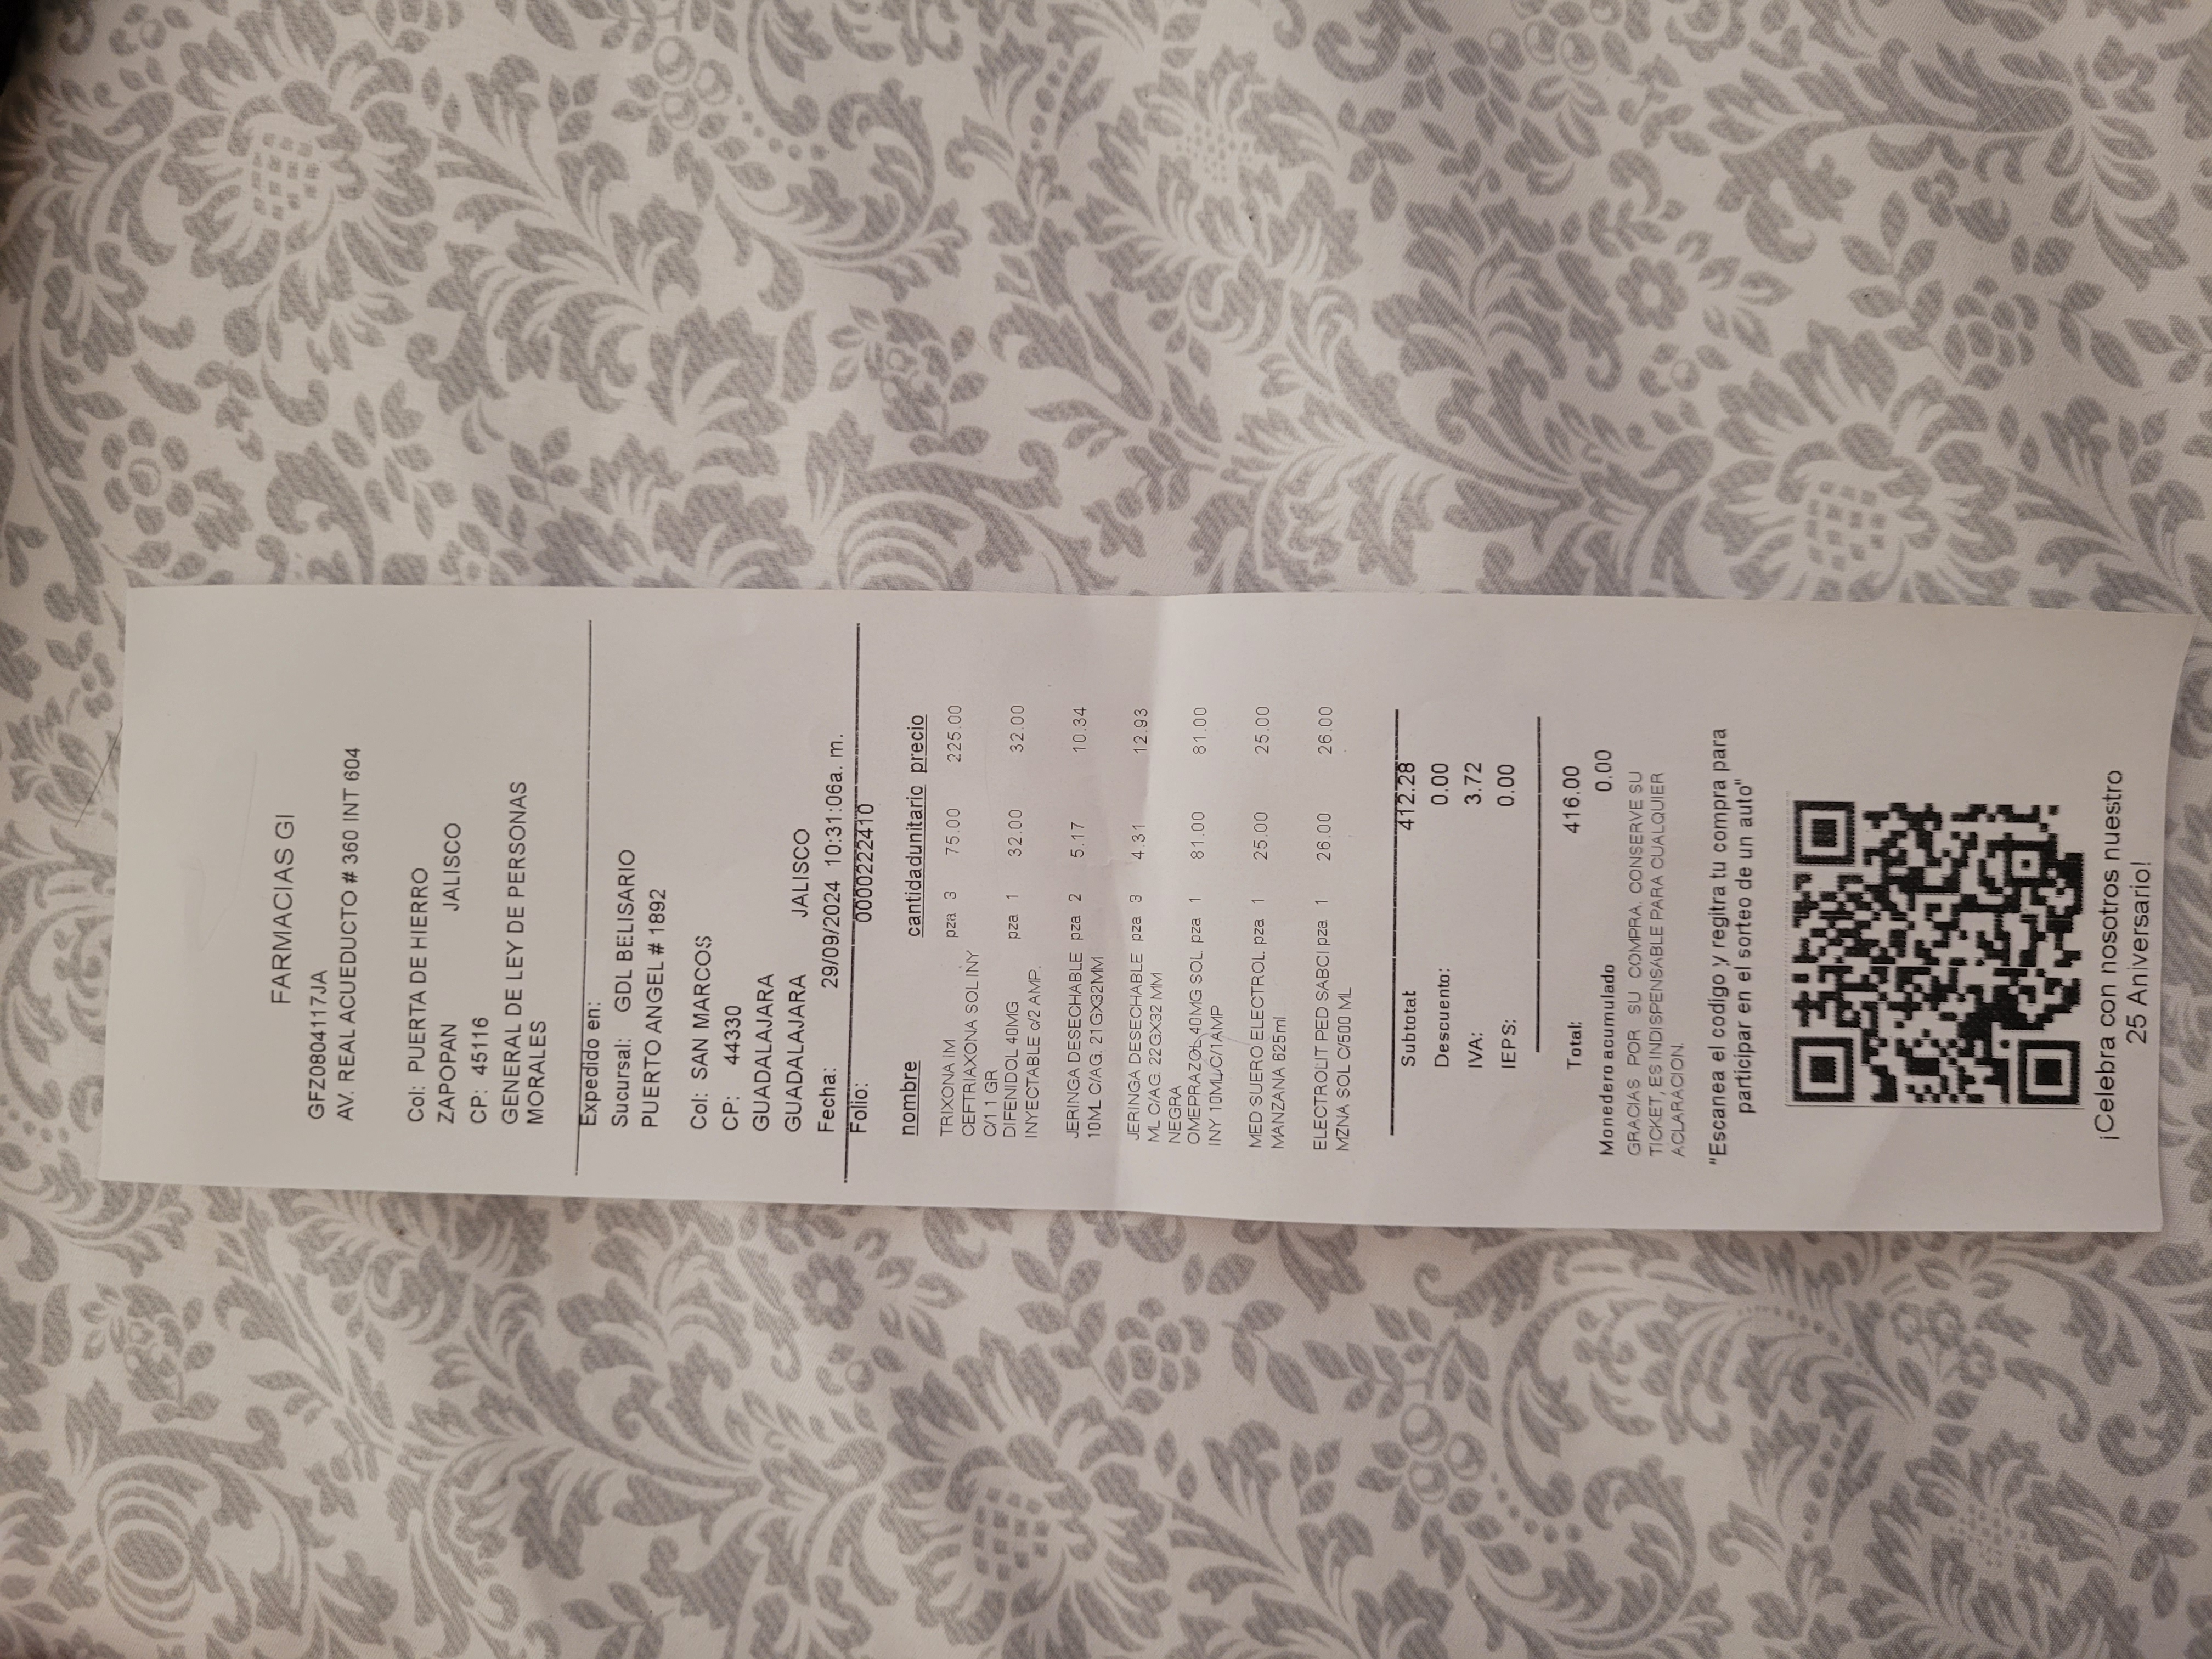 FARMACIAS GI
GFZ0804117JA
AV. REAL ACUEDUCTO # 360 INT 604
Col: PUERTA DE HIERRO
ZAPOPAN JALISCO
CP: 45116
GENERAL DE LEY DE PERSONAS
MORALES
Expedido en:
Sucursal: GDL BELISARIO
PUERTO ANGEL # 1892
Col: SAN MARCOS
CP: 44330
GUADALAJARA
GUADALAJARA JALISCO
Fecha: 29/09/2024 10:31:06a. m.
Folio: 0000222410
nombre cantidadunitario precio
TRIXONA IM pza 3 75.00 225.00
CEFTRIAXONA SOL INY
C/1 1 GR
DIFENIDOL 40MG pza 1 32.00 32.00
INYECTABLE c/2 AMP.
JERINGA DESECHABLE pza 2 5.17 10.34
10ML C/AG. 21GX32MM
JERINGA DESECHABLE pza 3 4.31 12.93
ML C/AG. 22GX32 MM
NEGRA
OMEPRAZOL 40MG SOL pza 1 81.00 81.00
INY 10ML C/1AMP
MED SUERO ELECTROL pza 1 25.00 25.00
MANZANA 625ml
ELECTROLIT PED SABCI pza 1 26.00 26.00
MZNA SOL C/500 ML
Subtotat 412.28
Descuento: 0.00
IVA: 3.72
IEPS: 0.00
Total: 416.00
Monedero acumulado 0.00
GRACIAS POR SU COMPRA, CONSERVE SU
TICKET, ES INDISPENSABLE PARA CUALQUIER
ACLARACION.
"Escanea el codigo y regitra tu compra para
participar en el sorteo de un auto"
¡Celebra con nosotros nuestro
25 Aniversario!